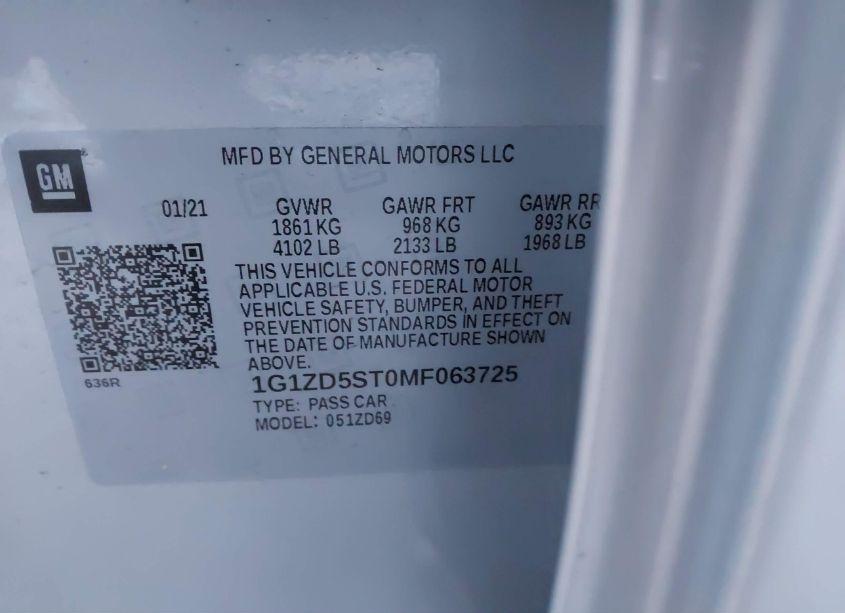 GM
MFD BY GENERAL MOTORS LLC
01/21 GVWR GAWR FRT GAWR RR
1861 KG 968 KG 893 KG
4102 LB 2133 LB 1968 LB
THIS VEHICLE CONFORMS TO ALL
APPLICABLE U.S. FEDERAL MOTOR
VEHICLE SAFETY, BUMPER, AND THEFT
PREVENTION STANDARDS IN EFFECT ON
THE DATE OF MANUFACTURE SHOWN
ABOVE.
636R
1G1ZD5ST0MF063725
TYPE: PASS CAR
MODEL: 051ZD69